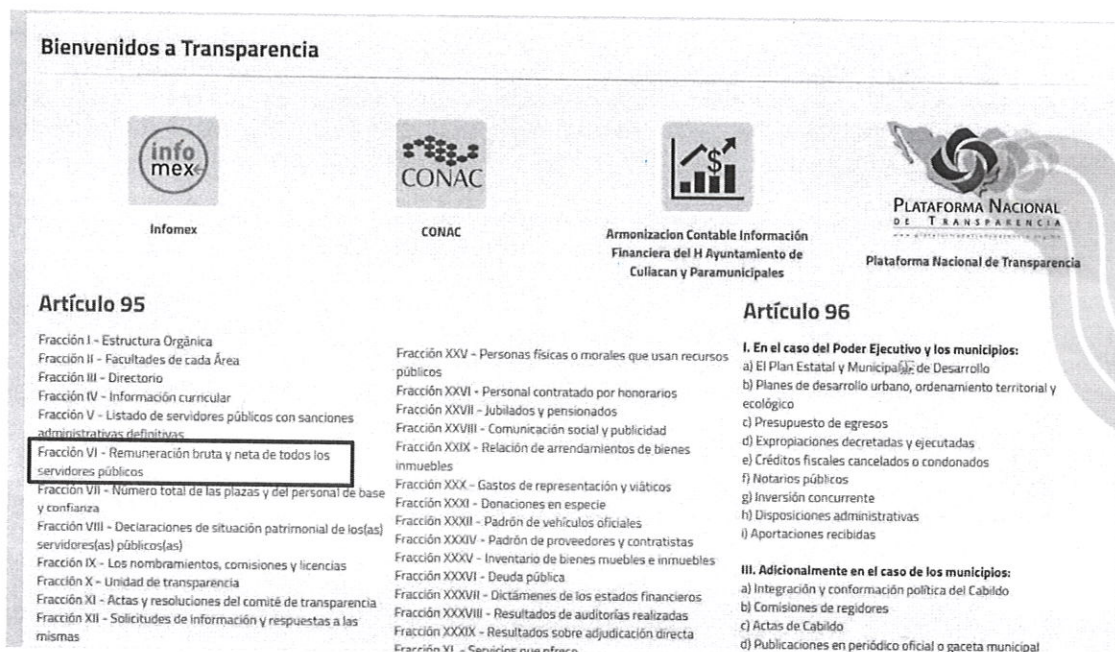 Bienvenidos a Transparencia
info
mex
Infomex
CONAC
CONAC
$
Armonizacion Contable Información
Financiera del H Ayuntamiento de
Culiacan y Paramunicipales
PLATAFORMA NACIONAL
DE TRANSPARENCIA
Plataforma Nacional de Transparencia
Artículo 95
Fracción I - Estructura Orgânica
Fracción II - Facultades de cada Área
Fracción III - Directorio
Fracción IV - Información curricular
Fracción V - Listado de servidores públicos con sanciones
administrativas definitivas
Fracción VI - Remuneración bruta y neta de todos los
servidores públicos
Fracción VII - Número total de las plazas y del personal de base
y confianza
Fracción VIII - Declaraciones de situación patrimonial de los(as)
servidores(as) públicos(as)
Fracción IX - Los nombramientos, comisiones y licencias
Fracción X - Unidad de transparencia
Fracción XI - Actas y resoluciones del comité de transparencia
Fracción XII - Solicitudes de información y respuestas a las
mismas
Fracción XXV - Personas físicas o morales que usan recursos
públicos
Fracción XXVI - Personal contratado por honorarios
Fracción XXVII - Jubilados y pensionados
Fracción XXVIII - Comunicación social y publicidad
Fracción XXIX - Relación de arrendamientos de bienes
inmuebles
Fracción XXX - Gastos de representación y viáticos
Fracción XXXI - Donaciones en especie
Fracción XXXII - Padrón de vehículos oficiales
Fracción XXXIV - Padrón de proveedores y contratistas
Fracción XXXV - Inventario de bienes muebles e inmuebles
Fracción XXXVI - Deuda pública
Fracción XXXVII - Dictámenes de los estados financieros
Fracción XXXVIII - Resultados de auditorías realizadas
Fracción XXXIX - Resultados sobre adjudicación directa
Fracción XL - Servicios que ofrece
Artículo 96
I. En el caso del Poder Ejecutivo y los municipios:
a) El Plan Estatal y Municipal de Desarrollo
b) Planes de desarrollo urbano, ordenamiento territorial y
ecológico
c) Presupuesto de egresos
d) Expropiaciones decretadas y ejecutadas
e) Créditos fiscales cancelados o condonados
f) Notarios públicos
g) Inversión concurrente
h) Disposiciones administrativas
i) Aportaciones recibidas
III. Adicionalmente en el caso de los municipios:
a) Integración y conformación política del Cabildo
b) Comisiones de regidores
c) Actas de Cabildo
d) Publicaciones en periódico oficial o gaceta municipal